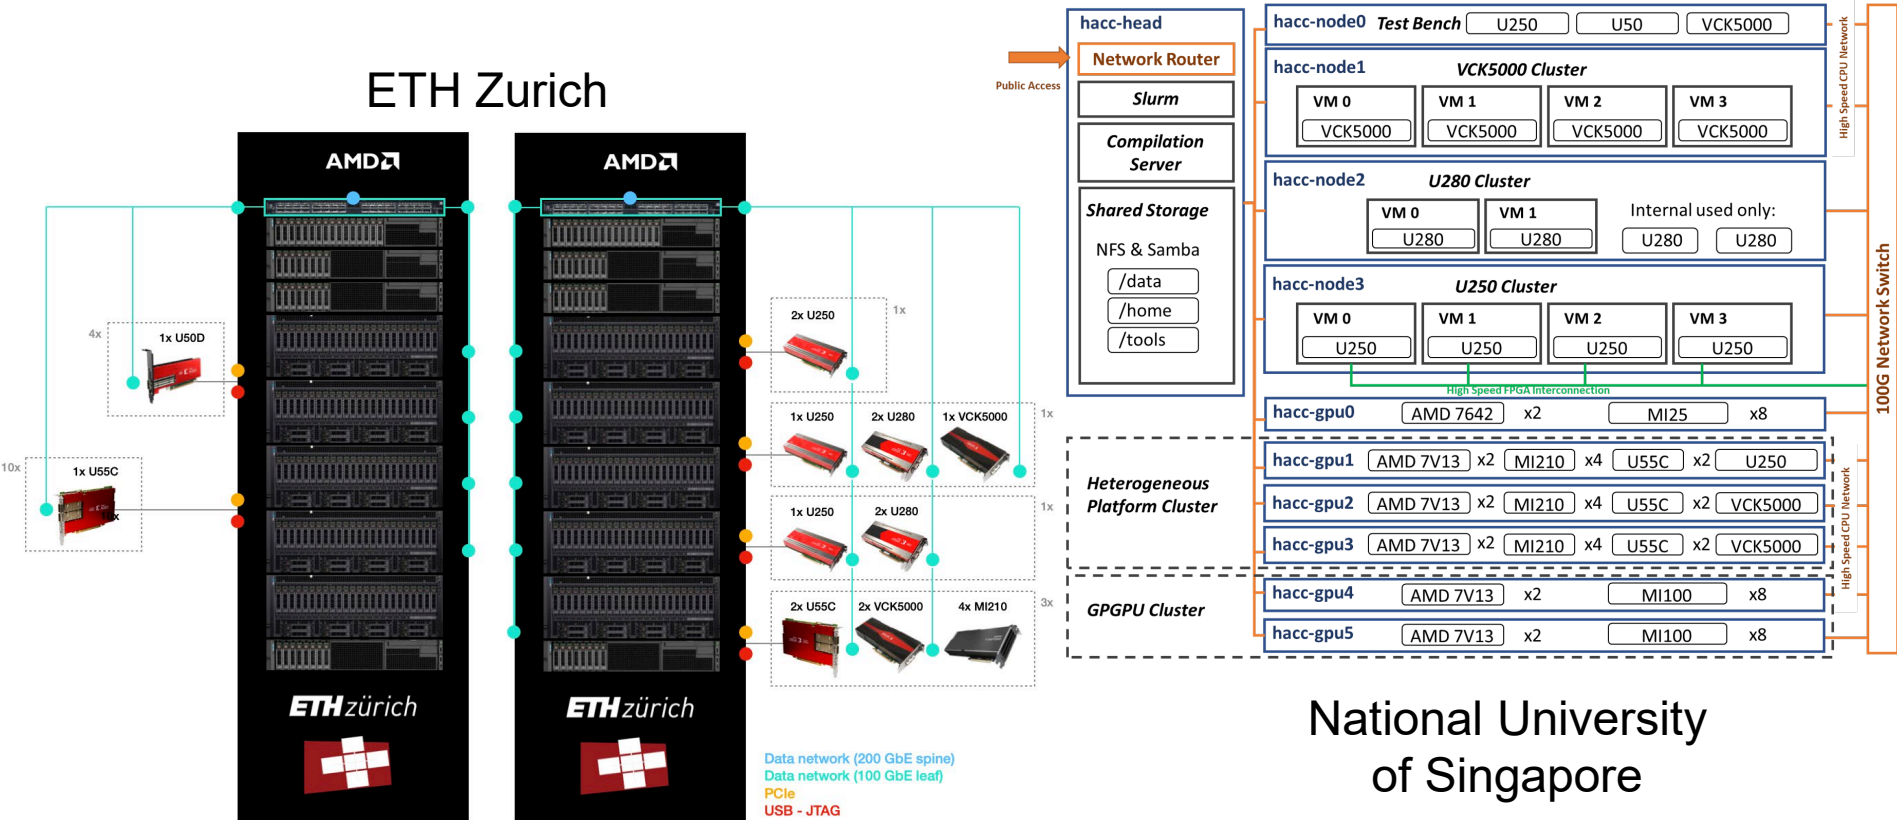 ETH Zurich
AMD
AMD
4x
1x U50D
10x
1x U55C
2x U250
1x
1x U250
2x U280
1x VCK5000
1x
1x U250
2x U280
1x
2x U55C
2x VCK5000
4x MI210
3x
ETH zürich
ETH zürich
Data network (200 GbE spine)
Data network (100 GbE leaf)
PCIe
USB - JTAG
Public Access
hacc-head
Network Router
Slurm
Compilation
Server
Shared Storage
NFS & Samba
/data
/home
/tools
hacc-node0 Test Bench U250 U50 VCK5000
hacc-node1 VCK5000 Cluster
VM 0 VM 1 VM 2 VM 3
VCK5000 VCK5000 VCK5000 VCK5000
hacc-node2 U280 Cluster
VM 0 VM 1 Internal used only:
U280 U280 U280 U280
hacc-node3 U250 Cluster
VM 0 VM 1 VM 2 VM 3
U250 U250 U250 U250
High Speed FPGA Interconnection
hacc-gpu0 AMD 7642 x2 MI25 x8
Heterogeneous
Platform Cluster
hacc-gpu1 AMD 7V13 x2 MI210 x4 U55C x2 U250
hacc-gpu2 AMD 7V13 x2 MI210 x4 U55C x2 VCK5000
hacc-gpu3 AMD 7V13 x2 MI210 x4 U55C x2 VCK5000
GPGPU Cluster
hacc-gpu4 AMD 7V13 x2 MI100 x8
hacc-gpu5 AMD 7V13 x2 MI100 x8
High Speed CPU Network
High Speed CPU Network
100G Network Switch
National University
of Singapore